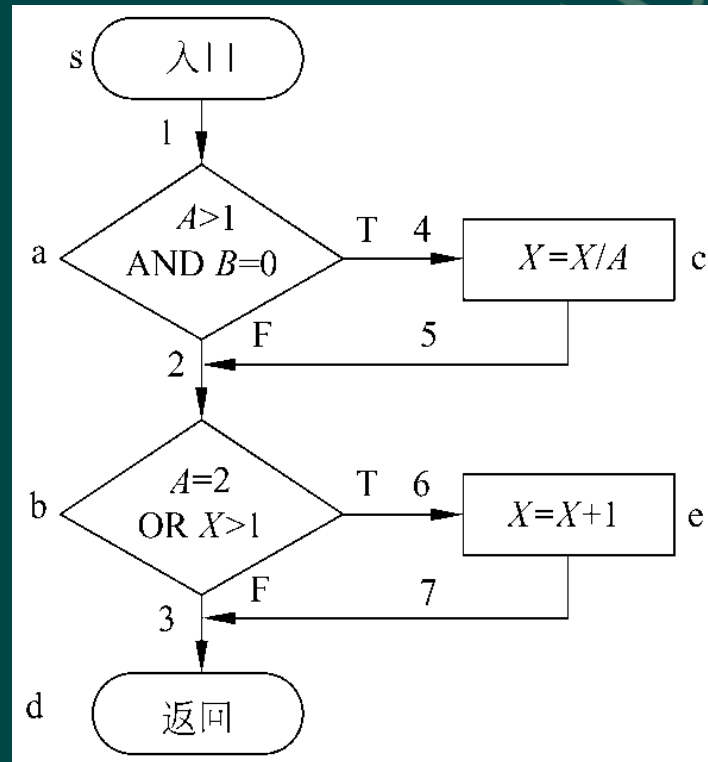 s 入口
1
A>1
AND B=0
a
T 4
X=X/A
c
F
2
5
A=2
OR X>1
b
T 6
X=X+1
e
F
3
7
d 返回